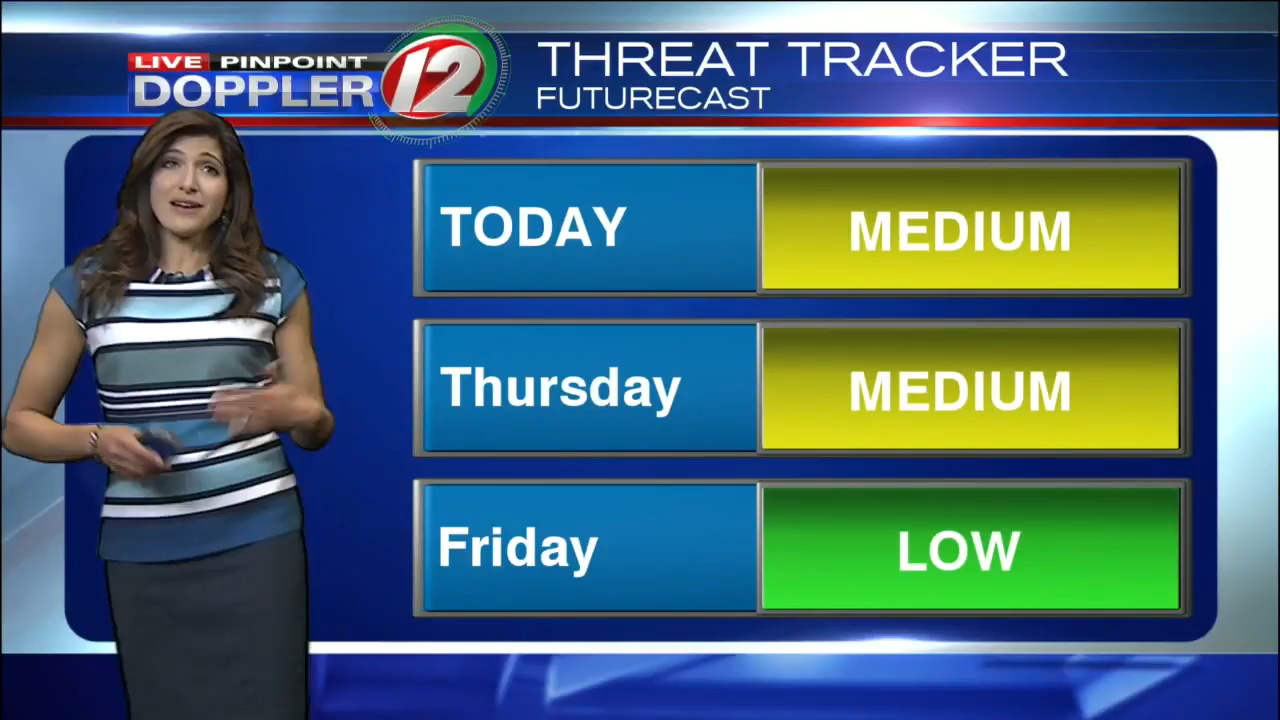 LIVE PINPOINT
DOPPLER 12
THREAT TRACKER
FUTURECAST
TODAY MEDIUM
Thursday MEDIUM
Friday LOW